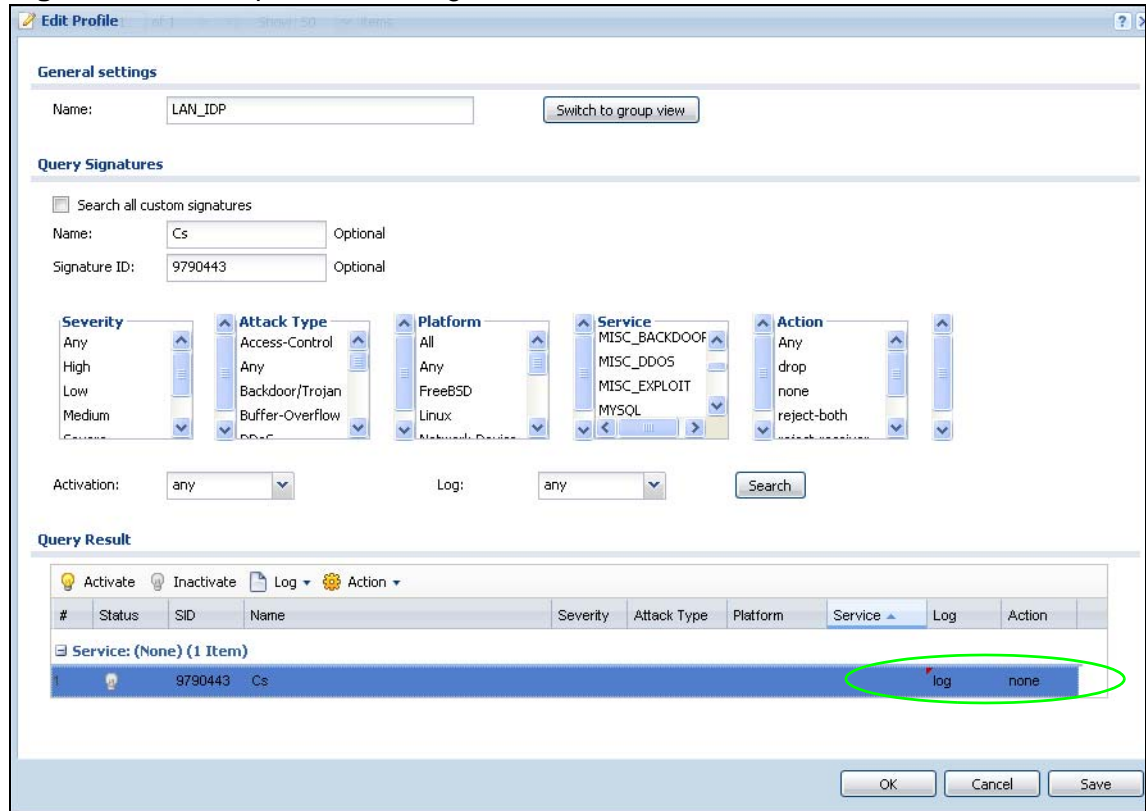 Edit Profile
General settings
Name: LAN_IDP Switch to group view
Query Signatures
Search all custom signatures
Name: Cs Optional
Signature ID: 9790443 Optional
Severity
Any
High
Low
Medium
Attack Type
Access-Control
Any
Backdoor/Trojan
Buffer-Overflow
DDoS
Platform
All
Any
FreeBSD
Linux
Service
MISC_BACKDOOF
MISC_DDOS
MISC_EXPLOIT
MYSQL
Action
Any
drop
none
reject-both
Activation: any Log: any Search
Query Result
Activate Inactivate Log Action
# Status SID Name Severity Attack Type Platform Service Log Action
Service: (None) (1 Item)
1 9790443 Cs log none
OK Cancel Save